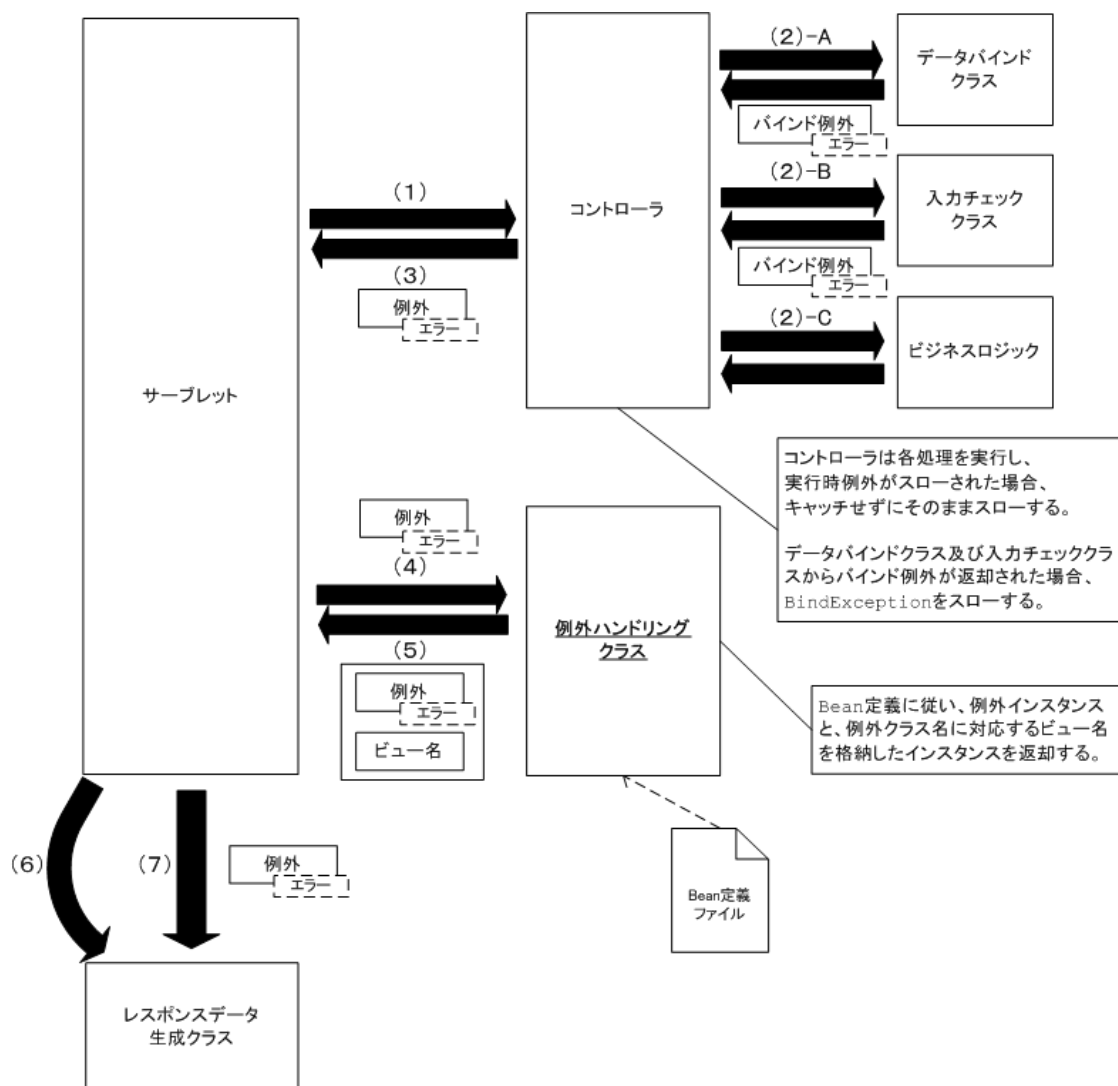 (2)-A
データバインド
クラス
バインド例外
エラー
(1)
コントローラ
(2)-B
入力チェック
クラス
バインド例外
エラー
(3)
例外
エラー
(2)-C
ビジネスロジック
サーブレット
コントローラは各処理を実行し、
実行時例外がスローされた場合、
キャッチせずにそのままスローする。
データバインドクラス及び入力チェックク
ラスからバインド例外が返却された場合、
BindExceptionをスローする。
例外
エラー
(4)
例外ハンドリング
クラス
(5)
例外
エラー
ビュー名
Bean定義に従い、例外インスタンス
と、例外クラス名に対応するビュー名
を格納したインスタンスを返却する。
(6)
(7)
例外
エラー
Bean定義
ファイル
レスポンスデータ
生成クラス